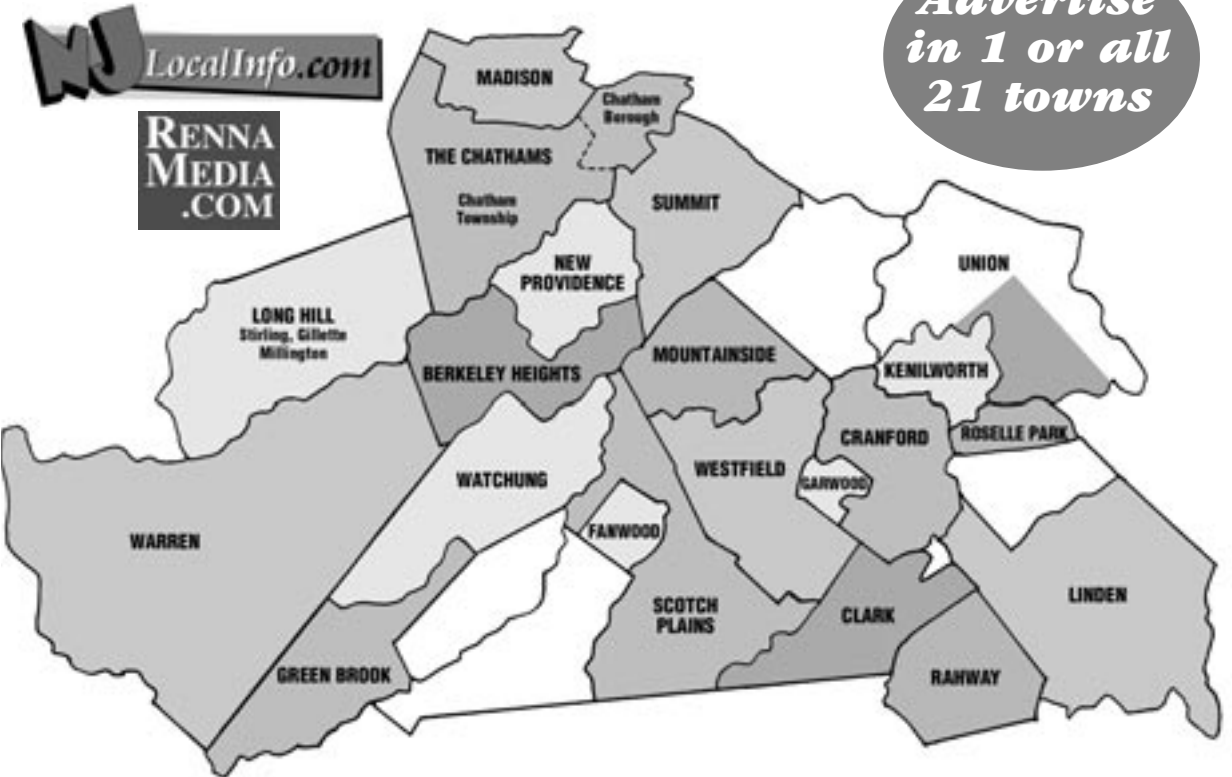 NJ
LocalInfo.com
RENNA
MEDIA
.COM
Advertise
in 1 or all
21 towns
MADISON
Chatham
Borough
THE CHATHAMS
Chatham
Township
SUMMIT
NEW
PROVIDENCE
UNION
LONG HILL
Stirling, Gillette
Millington
BERKELEY HEIGHTS
MOUNTAINSIDE
KENILWORTH
CRANFORD
ROSELLE PARK
WATCHUNG
WESTFIELD
GARWOOD
WARREN
FANWOOD
SCOTCH
PLAINS
CLARK
LINDEN
GREEN BROOK
RAHWAY